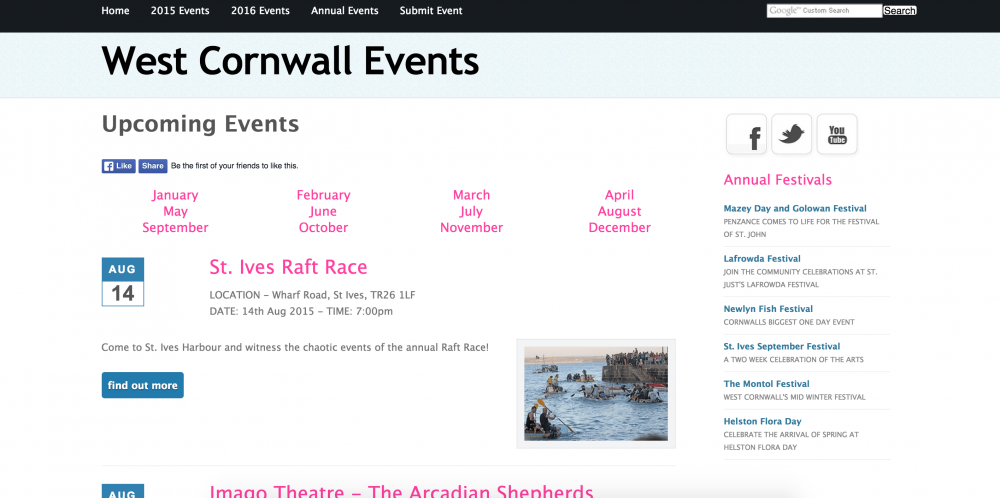 Home 2015 Events 2016 Events Annual Events Submit Event
Google™ Custom Search Search
West Cornwall Events
Upcoming Events
Like Share Be the first of your friends to like this.
January February March April
May June July August
September October November December
AUG
14
St. Ives Raft Race
LOCATION – Wharf Road, St Ives, TR26 1LF
DATE: 14th Aug 2015 – TIME: 7:00pm
Come to St. Ives Harbour and witness the chaotic events of the annual Raft Race!
find out more
AUG
Imago Theatre – The Arcadian Shepherds
You
Tube
Annual Festivals
Mazey Day and Golowan Festival
PENZANCE COMES TO LIFE FOR THE FESTIVAL
OF ST. JOHN
Lafrowda Festival
JOIN THE COMMUNITY CELEBRATIONS AT ST.
JUST'S LAFROWDA FESTIVAL
Newlyn Fish Festival
CORNWALLS BIGGEST ONE DAY EVENT
St. Ives September Festival
A TWO WEEK CELEBRATION OF THE ARTS
The Montol Festival
WEST CORNWALL'S MID WINTER FESTIVAL
Helston Flora Day
CELEBRATE THE ARRIVAL OF SPRING AT
HELSTON FLORA DAY